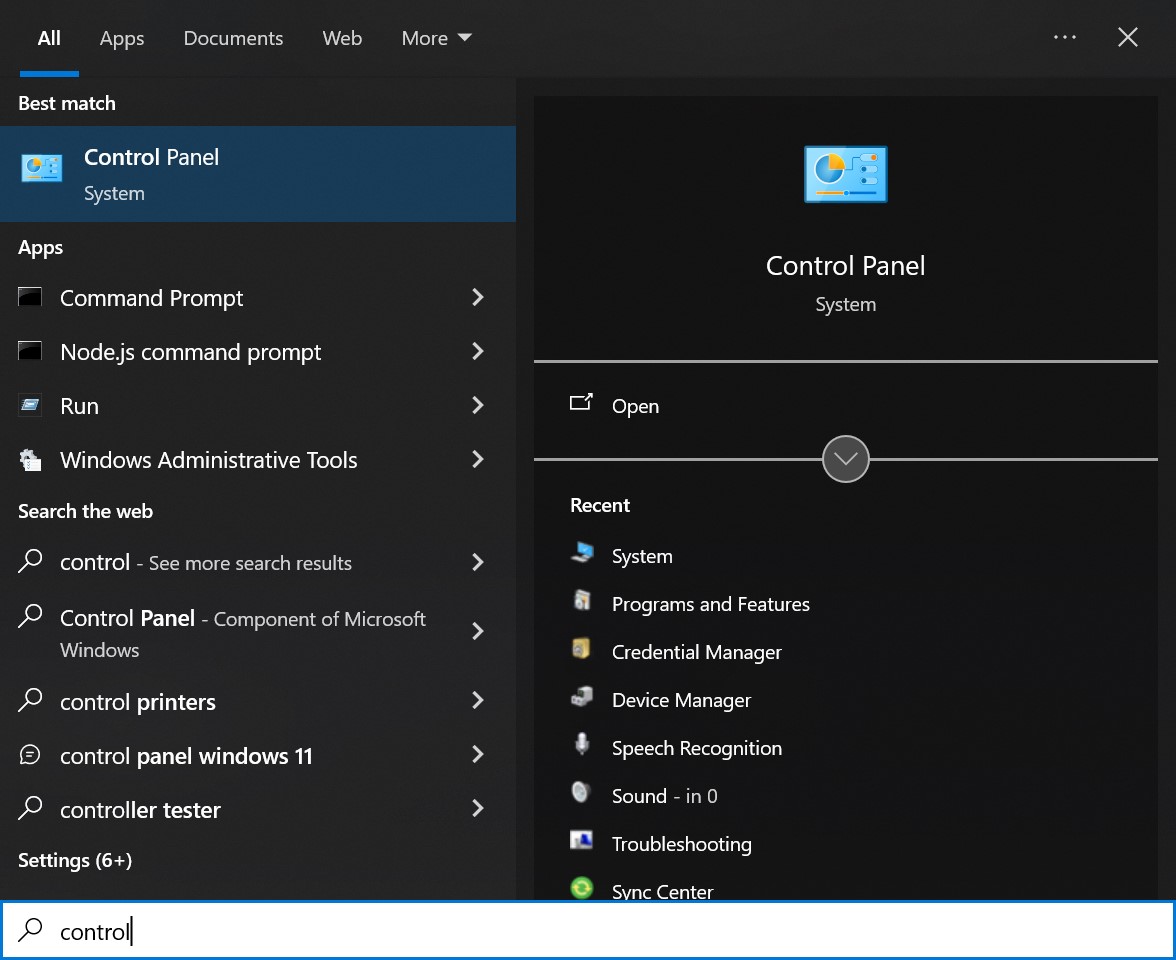 All Apps Documents Web More
Best match
Control Panel
System
Apps
Command Prompt
Node.js command prompt
Run
Windows Administrative Tools
Search the web
control - See more search results
Control Panel - Component of Microsoft
Windows
control printers
control panel windows 11
controller tester
Settings (6+)
Control Panel
System
Open
Recent
System
Programs and Features
Credential Manager
Device Manager
Speech Recognition
Sound - in 0
Troubleshooting
Sync Center
control